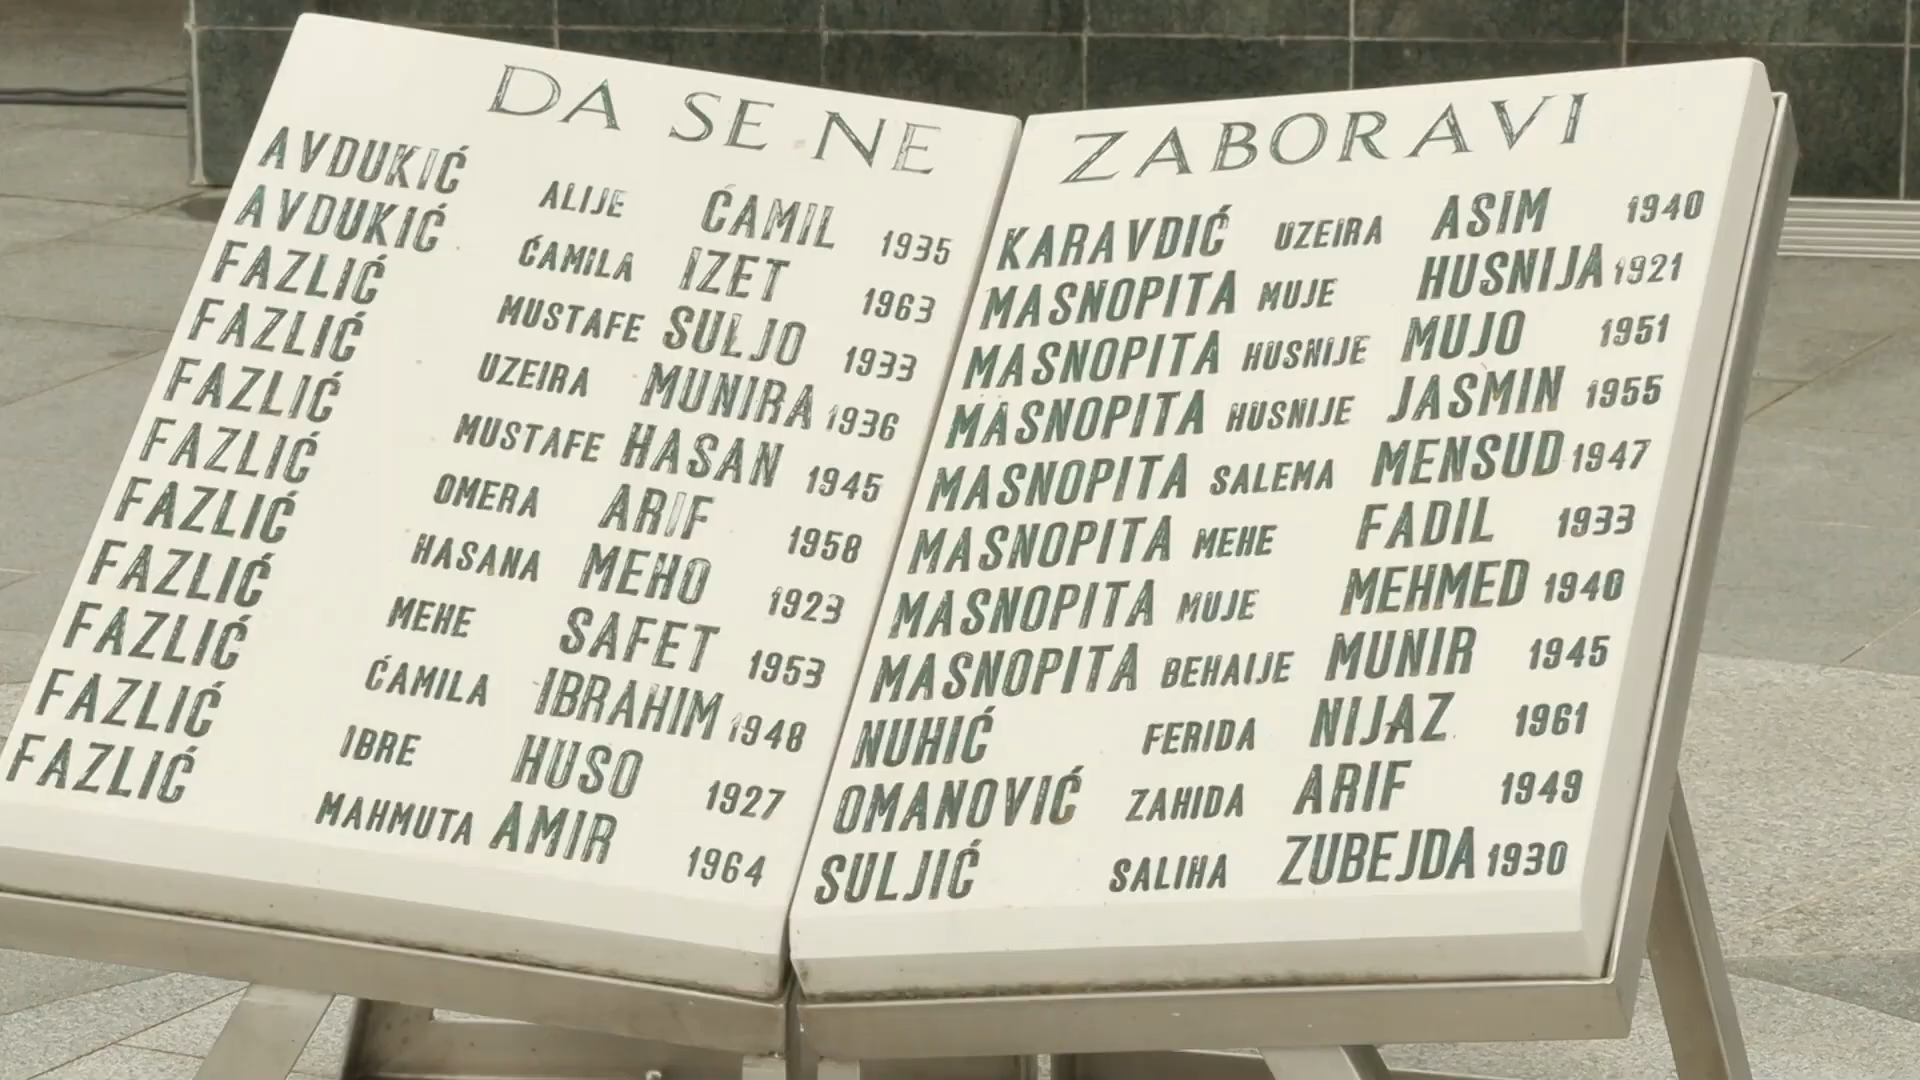 DA SE NE ZABORAVI
AVDUKIĆ ALIJE ĆAMIL 1935
AVDUKIĆ ĆAMILA IZET 1963
FAZLIĆ MUSTAFE SULJO 1933
FAZLIĆ UZEIRA MUNIRA 1936
FAZLIĆ MUSTAFE HASAN 1945
FAZLIĆ OMERA ARIF 1958
FAZLIĆ HASANA MEHO 1923
FAZLIĆ MEHE SAFET 1953
FAZLIĆ ĆAMILA IBRAHIM 1948
FAZLIĆ IBRE HUSO 1927
FAZLIĆ MAHMUTA AMIR 1964
KARAVDIĆ UZEIRA ASIM 1940
MASNOPITA MUJE HUSNIJA 1921
MASNOPITA HUSNIJE MUJO 1951
MASNOPITA HUSNIJE JASMIN 1955
MASNOPITA SALEMA MENSUD 1947
MASNOPITA MEHE FADIL 1933
MASNOPITA MUJE MEHMED 1940
MASNOPITA BEHAIJE MUNIR 1945
NUHIĆ FERIDA NIJAZ 1961
OMANOVIĆ ZAHIDA ARIF 1949
SULJIĆ SALIHA ZUBEJDA 1930